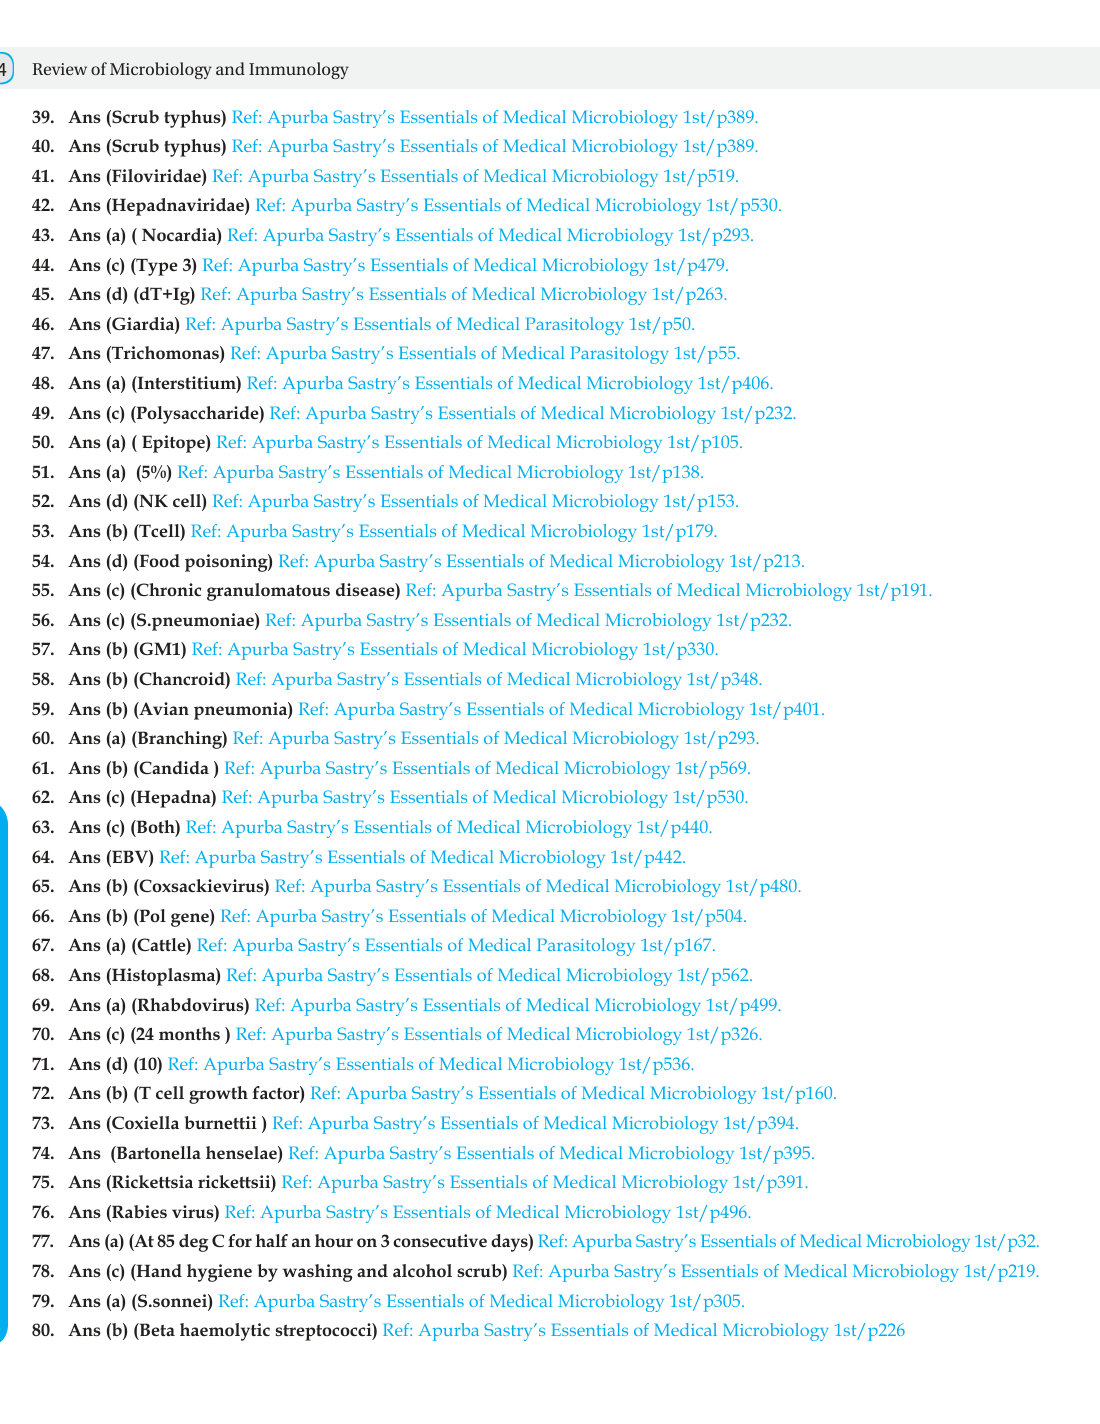 4 Review of Microbiology and Immunology
39. Ans (Scrub typhus) Ref: Apurba Sastry’s Essentials of Medical Microbiology 1st/p389.
40. Ans (Scrub typhus) Ref: Apurba Sastry’s Essentials of Medical Microbiology 1st/p389.
41. Ans (Filoviridae) Ref: Apurba Sastry’s Essentials of Medical Microbiology 1st/p519.
42. Ans (Hepadnaviridae) Ref: Apurba Sastry’s Essentials of Medical Microbiology 1st/p530.
43. Ans (a) ( Nocardia) Ref: Apurba Sastry’s Essentials of Medical Microbiology 1st/p293.
44. Ans (c) (Type 3) Ref: Apurba Sastry’s Essentials of Medical Microbiology 1st/p479.
45. Ans (d) (dT+Ig) Ref: Apurba Sastry’s Essentials of Medical Microbiology 1st/p263.
46. Ans (Giardia) Ref: Apurba Sastry’s Essentials of Medical Parasitology 1st/p50.
47. Ans (Trichomonas) Ref: Apurba Sastry’s Essentials of Medical Parasitology 1st/p55.
48. Ans (a) (Interstitium) Ref: Apurba Sastry’s Essentials of Medical Microbiology 1st/p406.
49. Ans (c) (Polysaccharide) Ref: Apurba Sastry’s Essentials of Medical Microbiology 1st/p232.
50. Ans (a) ( Epitope) Ref: Apurba Sastry’s Essentials of Medical Microbiology 1st/p105.
51. Ans (a) (5%) Ref: Apurba Sastry’s Essentials of Medical Microbiology 1st/p138.
52. Ans (d) (NK cell) Ref: Apurba Sastry’s Essentials of Medical Microbiology 1st/p153.
53. Ans (b) (Tcell) Ref: Apurba Sastry’s Essentials of Medical Microbiology 1st/p179.
54. Ans (d) (Food poisoning) Ref: Apurba Sastry’s Essentials of Medical Microbiology 1st/p213.
55. Ans (c) (Chronic granulomatous disease) Ref: Apurba Sastry’s Essentials of Medical Microbiology 1st/p191.
56. Ans (c) (S.pneumoniae) Ref: Apurba Sastry’s Essentials of Medical Microbiology 1st/p232.
57. Ans (b) (GM1) Ref: Apurba Sastry’s Essentials of Medical Microbiology 1st/p330.
58. Ans (b) (Chancroid) Ref: Apurba Sastry’s Essentials of Medical Microbiology 1st/p348.
59. Ans (b) (Avian pneumonia) Ref: Apurba Sastry’s Essentials of Medical Microbiology 1st/p401.
60. Ans (a) (Branching) Ref: Apurba Sastry’s Essentials of Medical Microbiology 1st/p293.
61. Ans (b) (Candida ) Ref: Apurba Sastry’s Essentials of Medical Microbiology 1st/p569.
62. Ans (c) (Hepadna) Ref: Apurba Sastry’s Essentials of Medical Microbiology 1st/p530.
63. Ans (c) (Both) Ref: Apurba Sastry’s Essentials of Medical Microbiology 1st/p440.
64. Ans (EBV) Ref: Apurba Sastry’s Essentials of Medical Microbiology 1st/p442.
65. Ans (b) (Coxsackievirus) Ref: Apurba Sastry’s Essentials of Medical Microbiology 1st/p480.
66. Ans (b) (Pol gene) Ref: Apurba Sastry’s Essentials of Medical Microbiology 1st/p504.
67. Ans (a) (Cattle) Ref: Apurba Sastry’s Essentials of Medical Parasitology 1st/p167.
68. Ans (Histoplasma) Ref: Apurba Sastry’s Essentials of Medical Microbiology 1st/p562.
69. Ans (a) (Rhabdovirus) Ref: Apurba Sastry’s Essentials of Medical Microbiology 1st/p499.
70. Ans (c) (24 months ) Ref: Apurba Sastry’s Essentials of Medical Microbiology 1st/p326.
71. Ans (d) (10) Ref: Apurba Sastry’s Essentials of Medical Microbiology 1st/p536.
72. Ans (b) (T cell growth factor) Ref: Apurba Sastry’s Essentials of Medical Microbiology 1st/p160.
73. Ans (Coxiella burnettii ) Ref: Apurba Sastry’s Essentials of Medical Microbiology 1st/p394.
74. Ans (Bartonella henselae) Ref: Apurba Sastry’s Essentials of Medical Microbiology 1st/p395.
75. Ans (Rickettsia rickettsii) Ref: Apurba Sastry’s Essentials of Medical Microbiology 1st/p391.
76. Ans (Rabies virus) Ref: Apurba Sastry’s Essentials of Medical Microbiology 1st/p496.
77. Ans (a) (At 85 deg C for half an hour on 3 consecutive days) Ref: Apurba Sastry’s Essentials of Medical Microbiology 1st/p32.
78. Ans (c) (Hand hygiene by washing and alcohol scrub) Ref: Apurba Sastry’s Essentials of Medical Microbiology 1st/p219.
79. Ans (a) (S.sonnei) Ref: Apurba Sastry’s Essentials of Medical Microbiology 1st/p305.
80. Ans (b) (Beta haemolytic streptococci) Ref: Apurba Sastry’s Essentials of Medical Microbiology 1st/p226